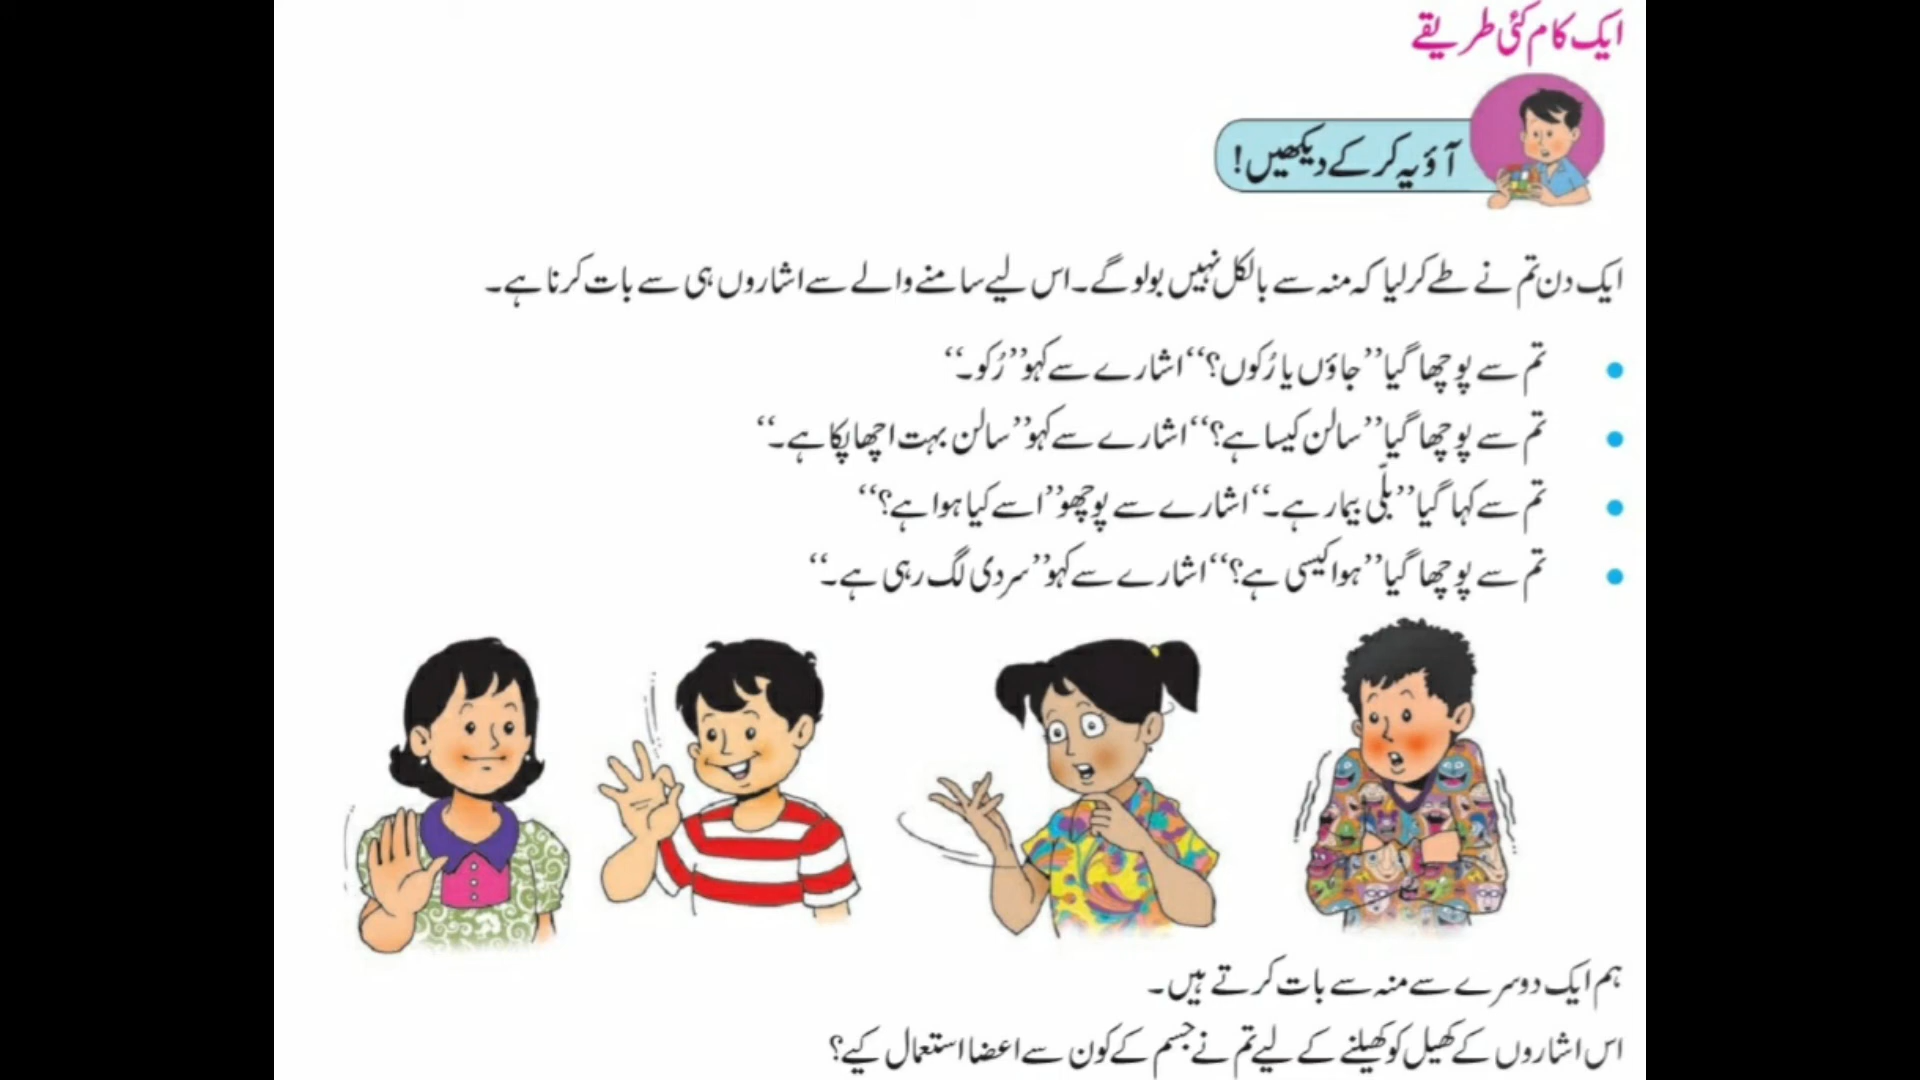 ایک کام کئی طریقے
آؤ یہ کر کے دیکھیں!
ایک دن تم نے طے کر لیا کہ منہ سے بالکل نہیں بولو گے۔ اس لیے سامنے والے سے اشاروں ہی سے بات کرنا ہے۔
• تم سے پوچھا گیا ’’جاؤں یا رُکوں؟‘‘ اشارے سے کہو ’’رُکو۔‘‘
• تم سے پوچھا گیا ’’سالن کیسا ہے؟‘‘ اشارے سے کہو ’’سالن بہت اچھا پکا ہے۔‘‘
• تم سے کہا گیا ’’بلّی بیمار ہے۔‘‘ اشارے سے پوچھو ’’اسے کیا ہوا ہے؟‘‘
• تم سے پوچھا گیا ’’ہوا کیسی ہے؟‘‘ اشارے سے کہو ’’سردی لگ رہی ہے۔‘‘
ہم ایک دوسرے سے منہ سے بات کرتے ہیں۔
اس اشاروں کے کھیل کو کھیلنے کے لیے تم نے جسم کے کون سے اعضا استعمال کیے؟